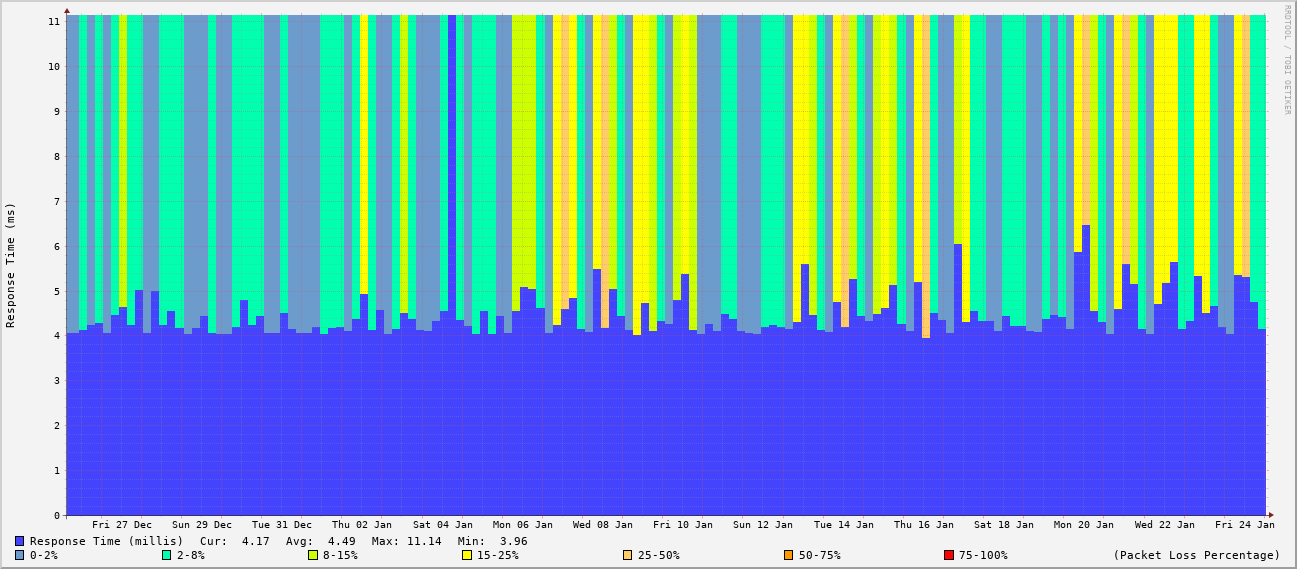 RRDTOOL / TOBI OETIKER
Response Time (ms)
11
10
9
8
7
6
5
4
3
2
1
0
Fri 27 Dec Sun 29 Dec Tue 31 Dec Thu 02 Jan Sat 04 Jan Mon 06 Jan Wed 08 Jan Fri 10 Jan Sun 12 Jan Tue 14 Jan Thu 16 Jan Sat 18 Jan Mon 20 Jan Wed 22 Jan Fri 24 Jan
Response Time (millis) Cur: 4.17 Avg: 4.49 Max: 11.14 Min: 3.96
0-2% 2-8% 8-15% 15-25% 25-50% 50-75% 75-100% (Packet Loss Percentage)